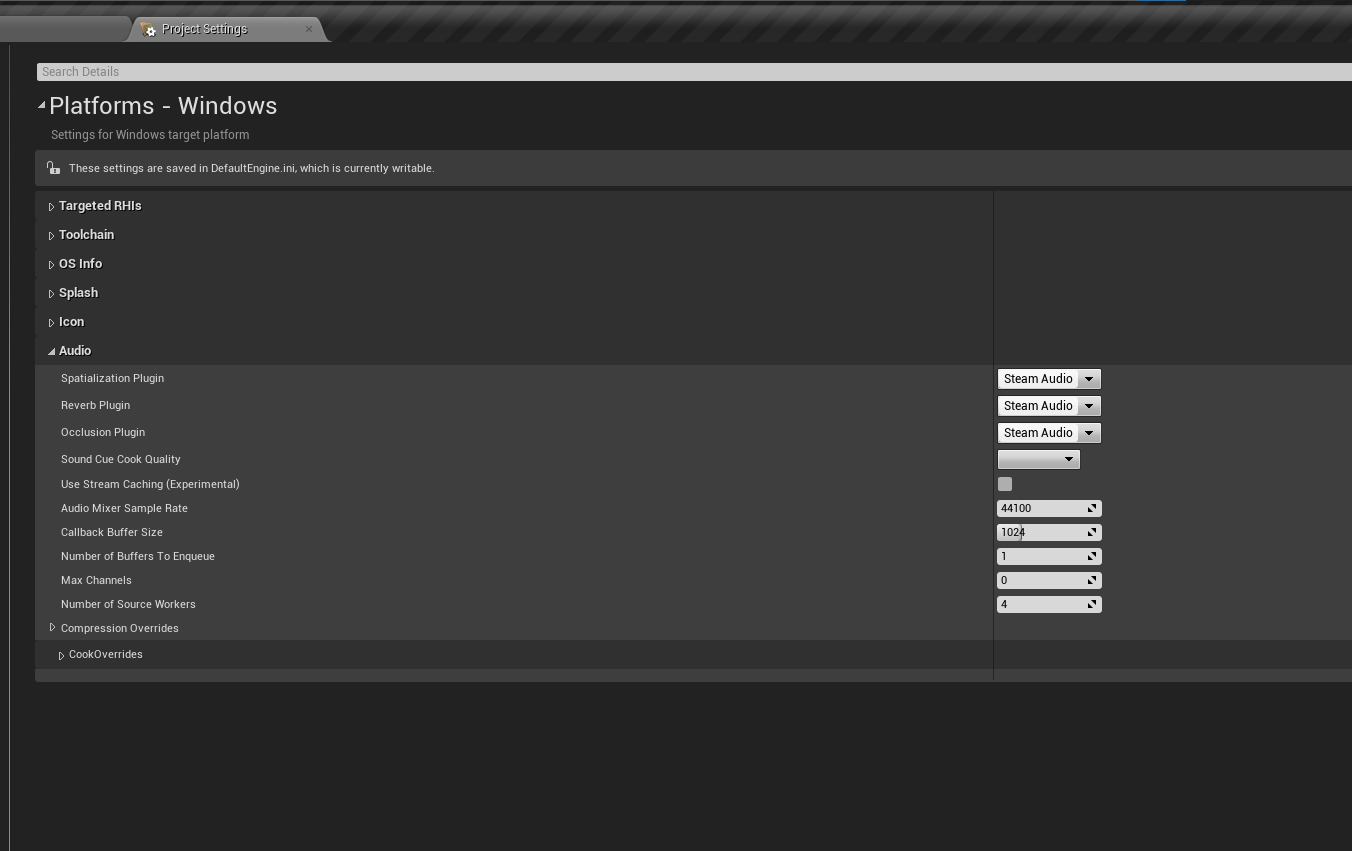 Project Settings
Search Details
Platforms - Windows
Settings for Windows target platform
These settings are saved in DefaultEngine.ini, which is currently writable.
Targeted RHIs
Toolchain
OS Info
Splash
Icon
Audio
Spatialization Plugin Steam Audio
Reverb Plugin Steam Audio
Occlusion Plugin Steam Audio
Sound Cue Cook Quality
Use Stream Caching (Experimental)
Audio Mixer Sample Rate 44100
Callback Buffer Size 1024
Number of Buffers To Enqueue 1
Max Channels 0
Number of Source Workers 4
Compression Overrides
CookOverrides